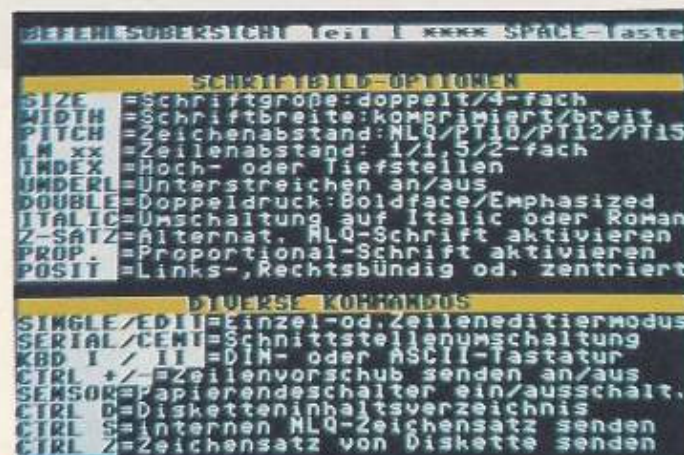 BEFEHLSÜBERSICHT Teil I **** SPACE-Taste
SCHRIFTBILD-OPTIONEN
SIZE =Schriftgröße:doppelt/4-fach
WIDTH =Schriftbreite:komprimiert/breit
PITCH =Zeichenabstand:NLQ/PT10/PT12/PT15
xx =Zeilenabstand: 1/1,5/2-fach
INDEX =Hoch- oder Tiefstellen
UNDERL=Unterstreichen an/aus
DOUBLE=Doppeldruck:Boldface/Emphasized
ITALIC=Umschaltung auf Italic oder Roman
Z-SATZ=Alternat. NLQ-Schrift aktivieren
PROP. =Proportional-Schrift aktivieren
POSIT =Links-,Rechtsbündig od. zentriert
DIVERSE KOMMANDOS
SINGLE/EDIT=Einzel-od.Zeileneditiermodus
SERIAL/CENT=Schnittstellenumschaltung
KBD I / II =DIN- oder ASCII-Tastatur
CTRL +/-=Zeilenvorschub senden an/aus
SENSOR=Papierendeschalter ein/ausschalt.
CTRL D=Disketteninhaltsverzeichnis
CTRL S=internen NLQ-Zeichensatz senden
CTRL Z=Zeichensatz von Diskette senden